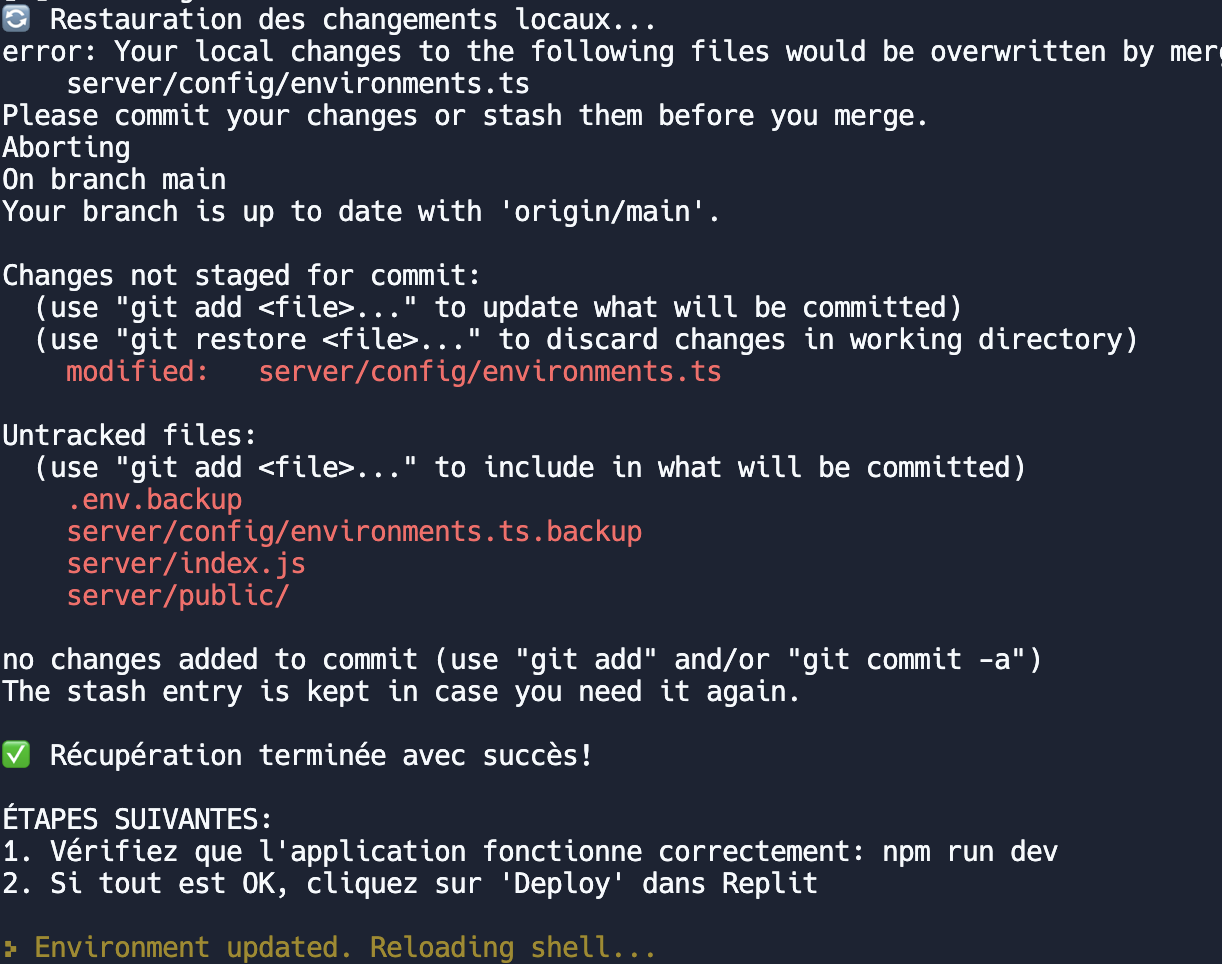 Restauration des changements locaux...
error: Your local changes to the following files would be overwritten by
server/config/environments.ts
Please commit your changes or stash them before you merge.
Aborting
On branch main
Your branch is up to date with 'origin/main'.
Changes not staged for commit:
(use "git add <file>..." to update what will be committed)
(use "git restore <file>..." to discard changes in working directory)
modified:   server/config/environments.ts
Untracked files:
(use "git add <file>..." to include in what will be committed)
.env.backup
server/config/environments.ts.backup
server/index.js
server/public/
no changes added to commit (use "git add" and/or "git commit -a")
The stash entry is kept in case you need it again.
✅ Récupération terminée avec succès!
ÉTAPES SUIVANTES:
1. Vérifiez que l'application fonctionne correctement: npm run dev
2. Si tout est OK, cliquez sur 'Deploy' dans Replit
Environment updated. Reloading shell...